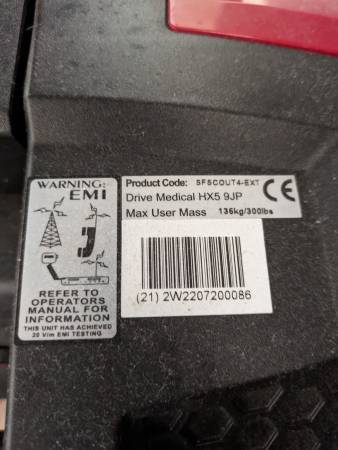 WARNING:
EMI
REFER TO
OPERATORS
MANUAL FOR
INFORMATION
THIS UNIT HAS ACHIEVED
20 V/m EMI TESTING
Product Code: SFSCOUT4-EXT CE
Drive Medical HX5 9JP
Max User Mass 136kg/300lbs
(21) 2W2207200086